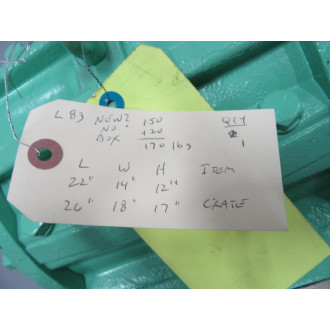 L83 NEW? 150 QTY
NO +20
BOX 170 lbs 1
L W H
22" 14" 12" ITEM
26" 18" 17" CRATE